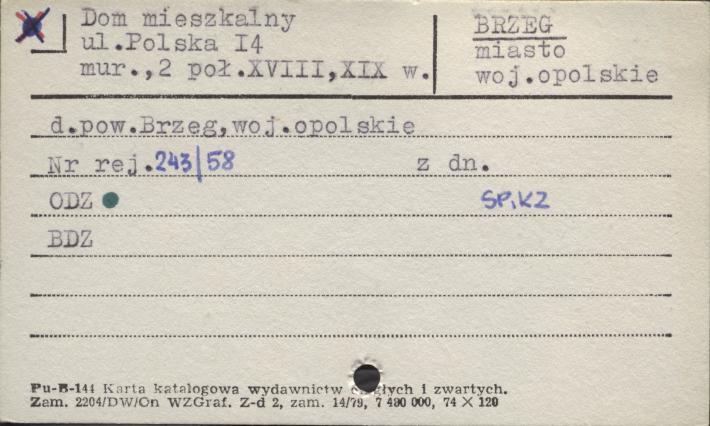 Dom mieszkalny
ul.Polska I4
mur.,2 poł.XVIII,XIX w.
BRZEG
miasto
woj.opolskie
d.pow.Brzeg,woj.opolskie
Nr rej.243/58 z dn.
ODZ SP,KZ
BDZ
Pu-B-144 Karta katalogowa wydawnictw i zwartych.
Zam. 2204/DW/On WZGraf. Z-d 2, zam. 14/79, 7 480 000, 74 × 120